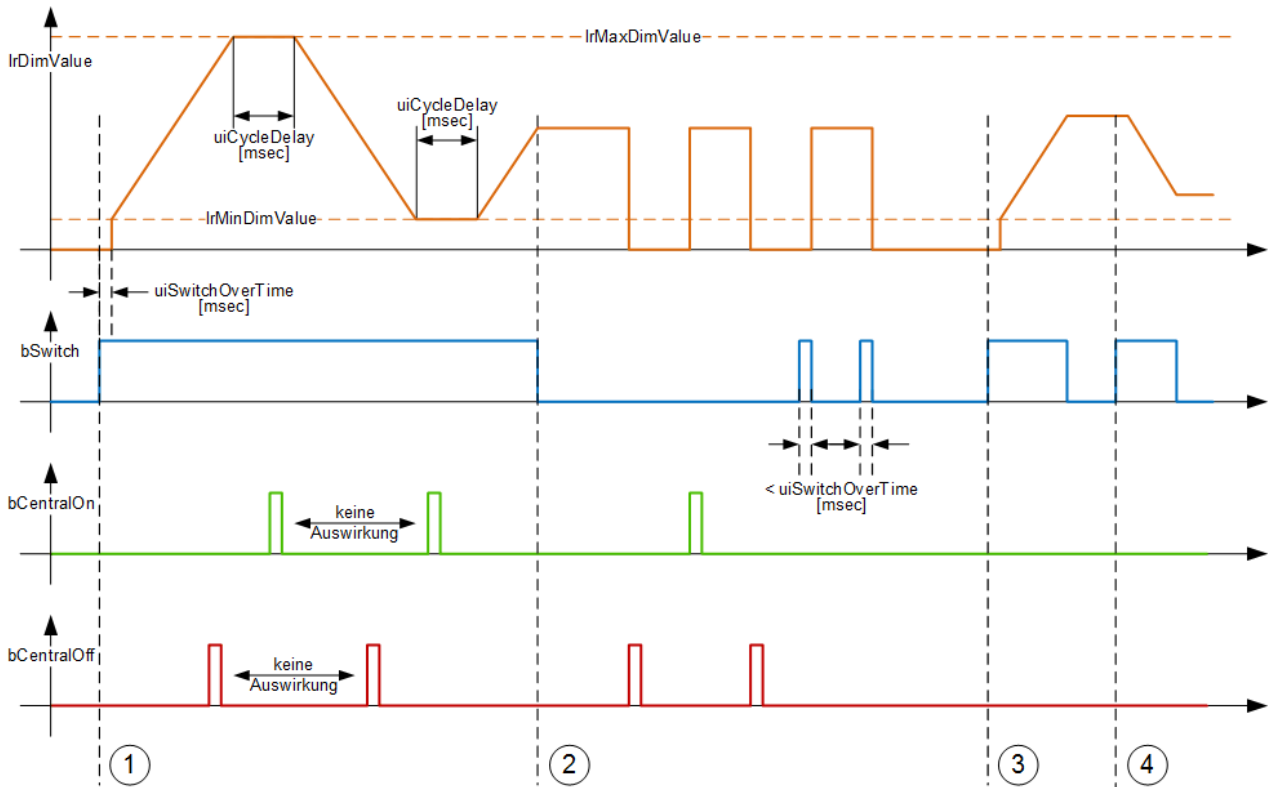 lrMaxDimValue
lrDimValue
uiCycleDelay
[msec]
uiCycleDelay
[msec]
lrMinDimValue
uiSwitchOverTime
[msec]
bSwitch
< uiSwitchOverTime
[msec]
bCentralOn
keine
Auswirkung
bCentralOff
keine
Auswirkung
1
2
3
4